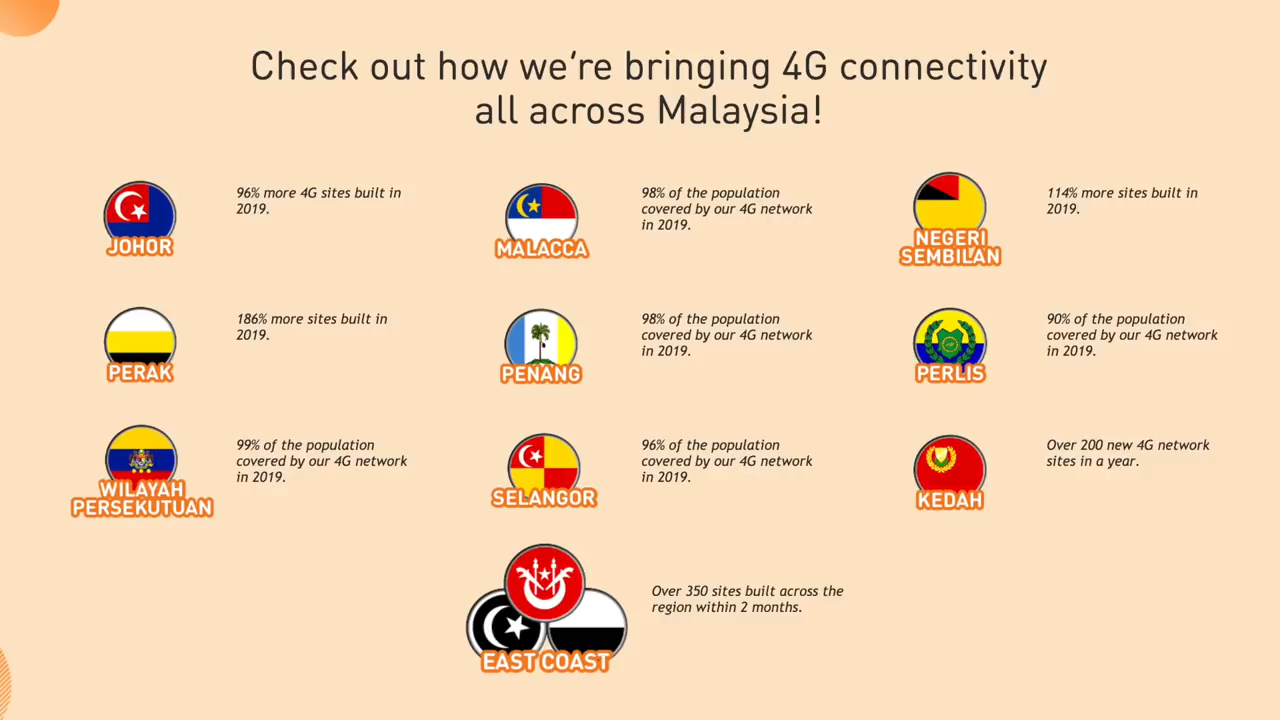 Check out how we're bringing 4G connectivity
all across Malaysia!
JOHOR
96% more 4G sites built in
2019.
MALACCA
98% of the population
covered by our 4G network
in 2019.
NEGERI
SEMBILAN
114% more sites built in
2019.
PERAK
186% more sites built in
2019.
PENANG
98% of the population
covered by our 4G network
in 2019.
PERLIS
90% of the population
covered by our 4G network
in 2019.
WILAYAH
PERSEKUTUAN
99% of the population
covered by our 4G network
in 2019.
SELANGOR
96% of the population
covered by our 4G network
in 2019.
KEDAH
Over 200 new 4G network
sites in a year.
EAST COAST
Over 350 sites built across the
region within 2 months.